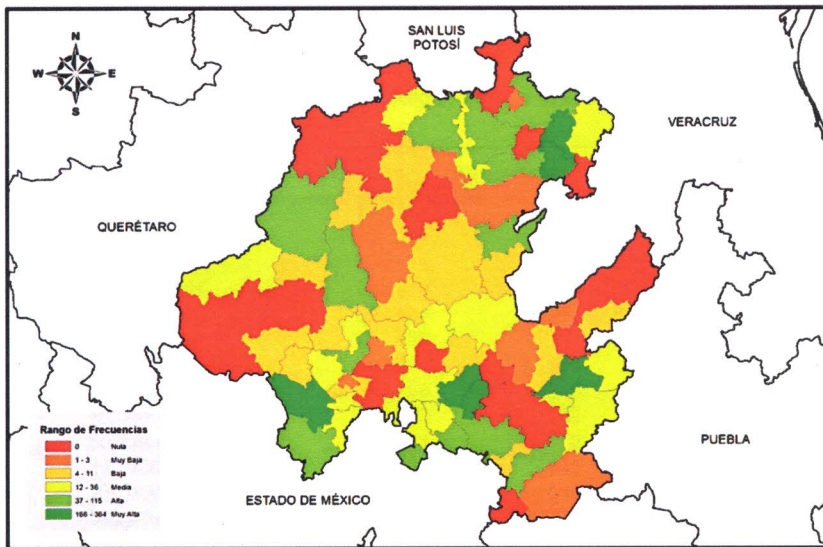 SAN LUIS
POTOSÍ
N
W
E
S
VERACRUZ
QUERÉTARO
PUEBLA
ESTADO DE MÉXICO
Rango de Frecuencias
0 Nula
1 - 3 Muy Baja
4 - 11 Baja
12 - 36 Media
37 - 115 Alta
166 - 364 Muy Alta